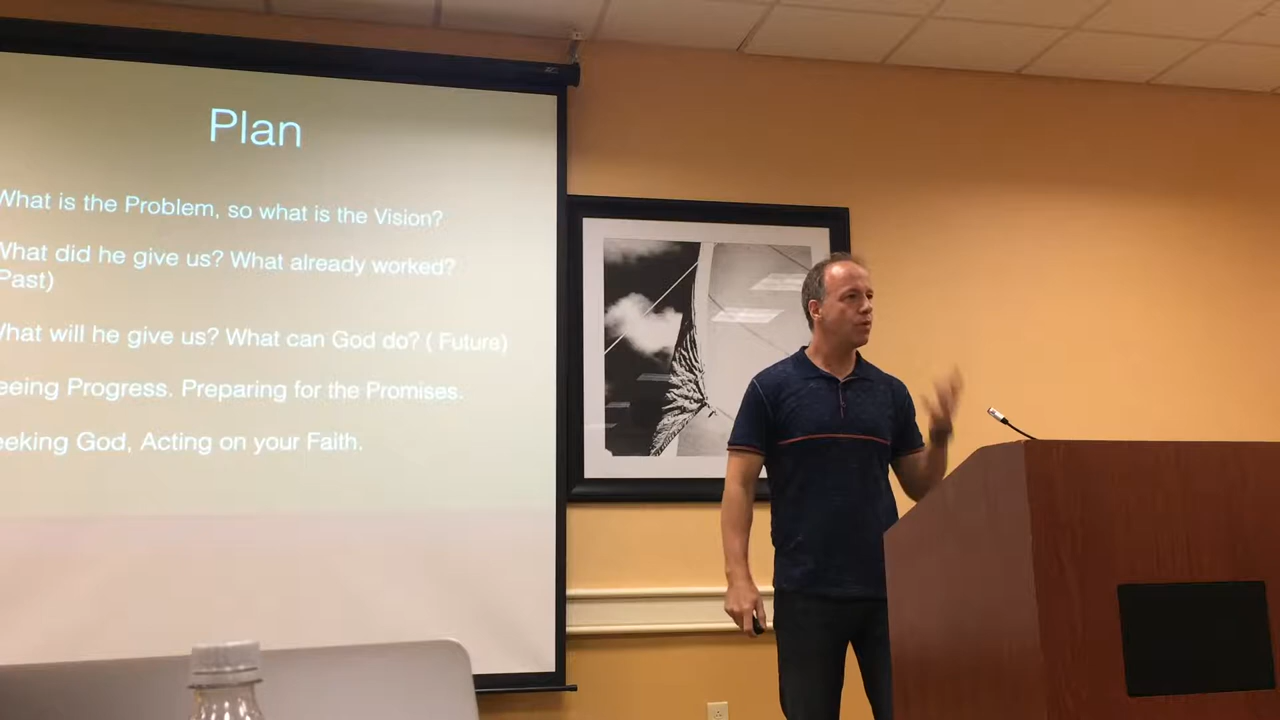 Plan
What is the Problem, so what is the Vision?
What did he give us? What already worked?
Past)
What will he give us? What can God do? ( Future)
eeing Progress. Preparing for the Promises.
eeking God, Acting on your Faith.